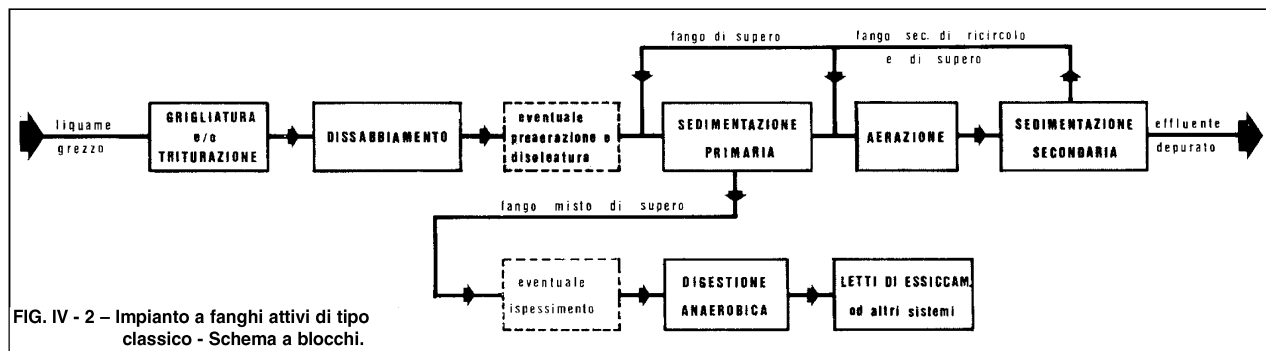 fango di supero
fango sec. di ricircolo
e di supero
liquame
grezzo
GRIGLIATURA
e/o
TRITURAZIONE
DISSABBIAMENTO
eventuale
preaerazione e
disoleatura
SEDIMENTAZIONE
PRIMARIA
AERAZIONE
SEDIMENTAZIONE
SECONDARIA
effluente
depurato
fango misto di supero
eventuale
ispessimento
DIGESTIONE
ANAEROBICA
LETTI DI ESSICCAM.
od altri sistemi
FIG. IV - 2 – Impianto a fanghi attivi di tipo
classico - Schema a blocchi.